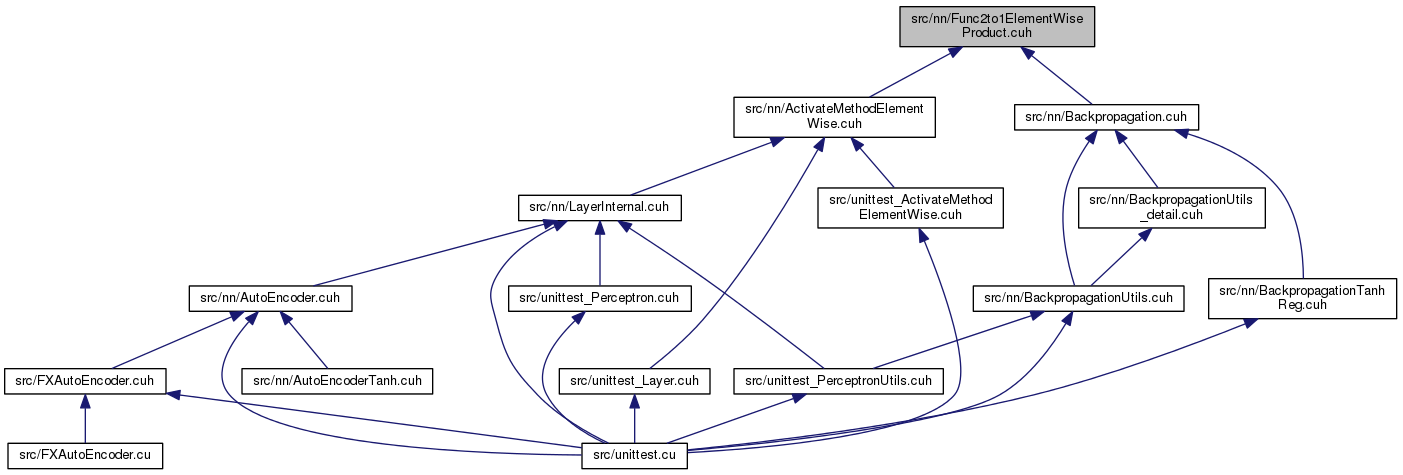 src/nn/Func2to1ElementWise
Product.cuh
src/nn/ActivateMethodElement
Wise.cuh
src/nn/Backpropagation.cuh
src/nn/LayerInternal.cuh
src/unittest_ActivateMethod
ElementWise.cuh
src/nn/BackpropagationUtils
_detail.cuh
src/nn/AutoEncoder.cuh
src/unittest_Perceptron.cuh
src/nn/BackpropagationUtils.cuh
src/nn/BackpropagationTanh
Reg.cuh
src/FXAutoEncoder.cuh
src/nn/AutoEncoderTanh.cuh
src/unittest_Layer.cuh
src/unittest_PerceptronUtils.cuh
src/FXAutoEncoder.cu
src/unittest.cu